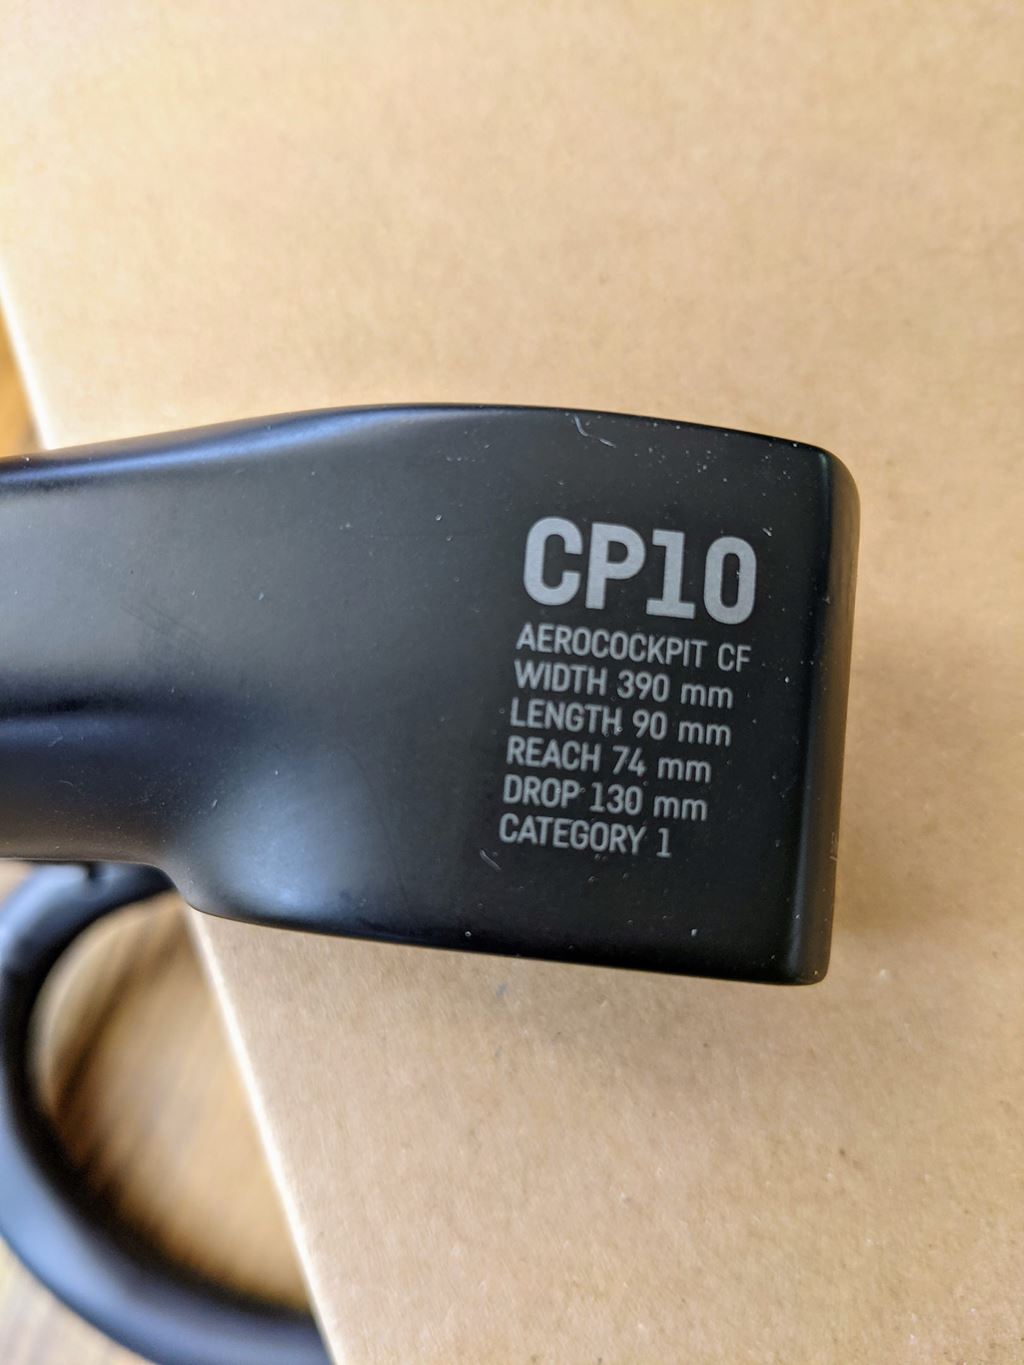 CP10
AEROCOCKPIT CF
WIDTH 390 mm
LENGTH 90 mm
REACH 74 mm
DROP 130 mm
CATEGORY 1